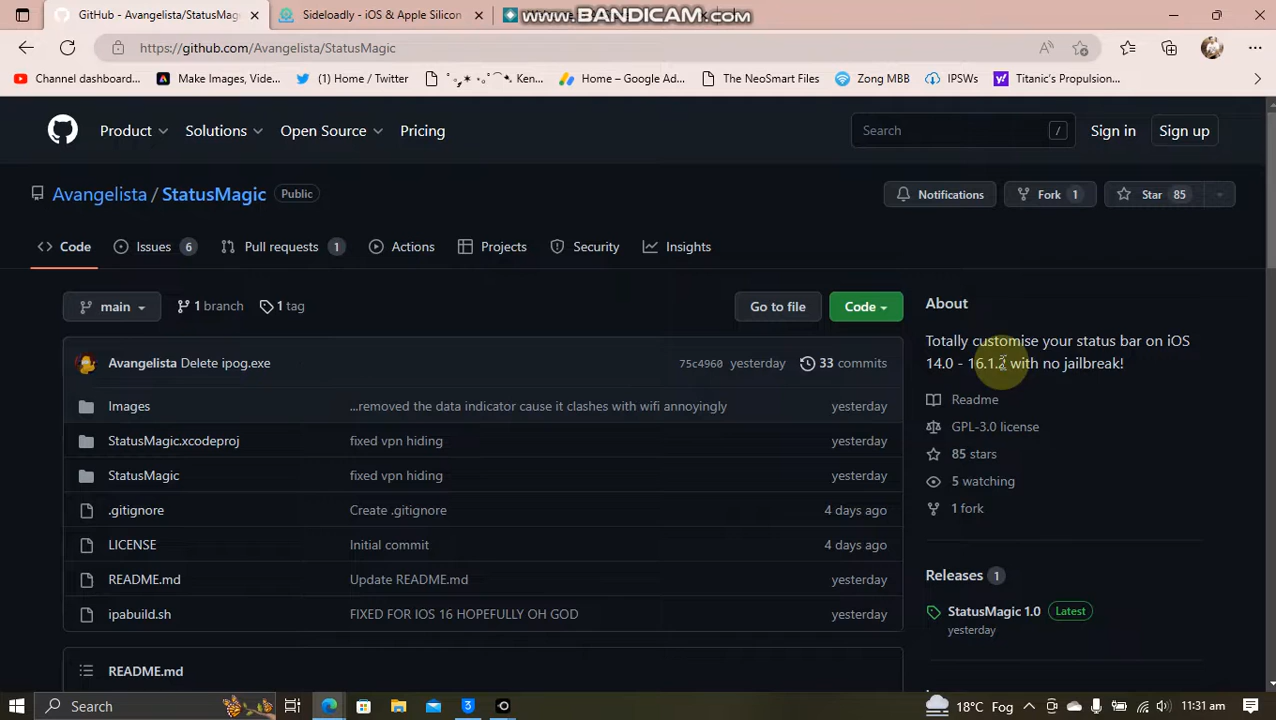 GitHub - Avangelista/StatusMagi
Sideloadly - iOS & Apple Silicon
www.BANDICAM.com
https://github.com/Avangelista/StatusMagic
Channel dashboard...
Make Images, Vide...
(1) Home / Twitter
Home – Google Ad...
The NeoSmart Files
Zong MBB
IPSWs
Titanic's Propulsion...
Product
Solutions
Open Source
Pricing
Search /
Sign in
Sign up
Avangelista / StatusMagic Public
Notifications
Fork 1
Star 85
Code
Issues 6
Pull requests 1
Actions
Projects
Security
Insights
main
1 branch
1 tag
Go to file
Code
About
Totally customise your status bar on iOS
14.0 - 16.1.2 with no jailbreak!
Avangelista Delete ipog.exe 75c4960 yesterday 33 commits
Images ...removed the data indicator cause it clashes with wifi annoyingly yesterday
StatusMagic.xcodeproj fixed vpn hiding yesterday
StatusMagic fixed vpn hiding yesterday
.gitignore Create .gitignore 4 days ago
LICENSE Initial commit 4 days ago
README.md Update README.md yesterday
ipabuild.sh FIXED FOR IOS 16 HOPEFULLY OH GOD yesterday
README.md
Readme
GPL-3.0 license
85 stars
5 watching
1 fork
Releases 1
StatusMagic 1.0 Latest
yesterday
Search
18°C Fog
11:31 am